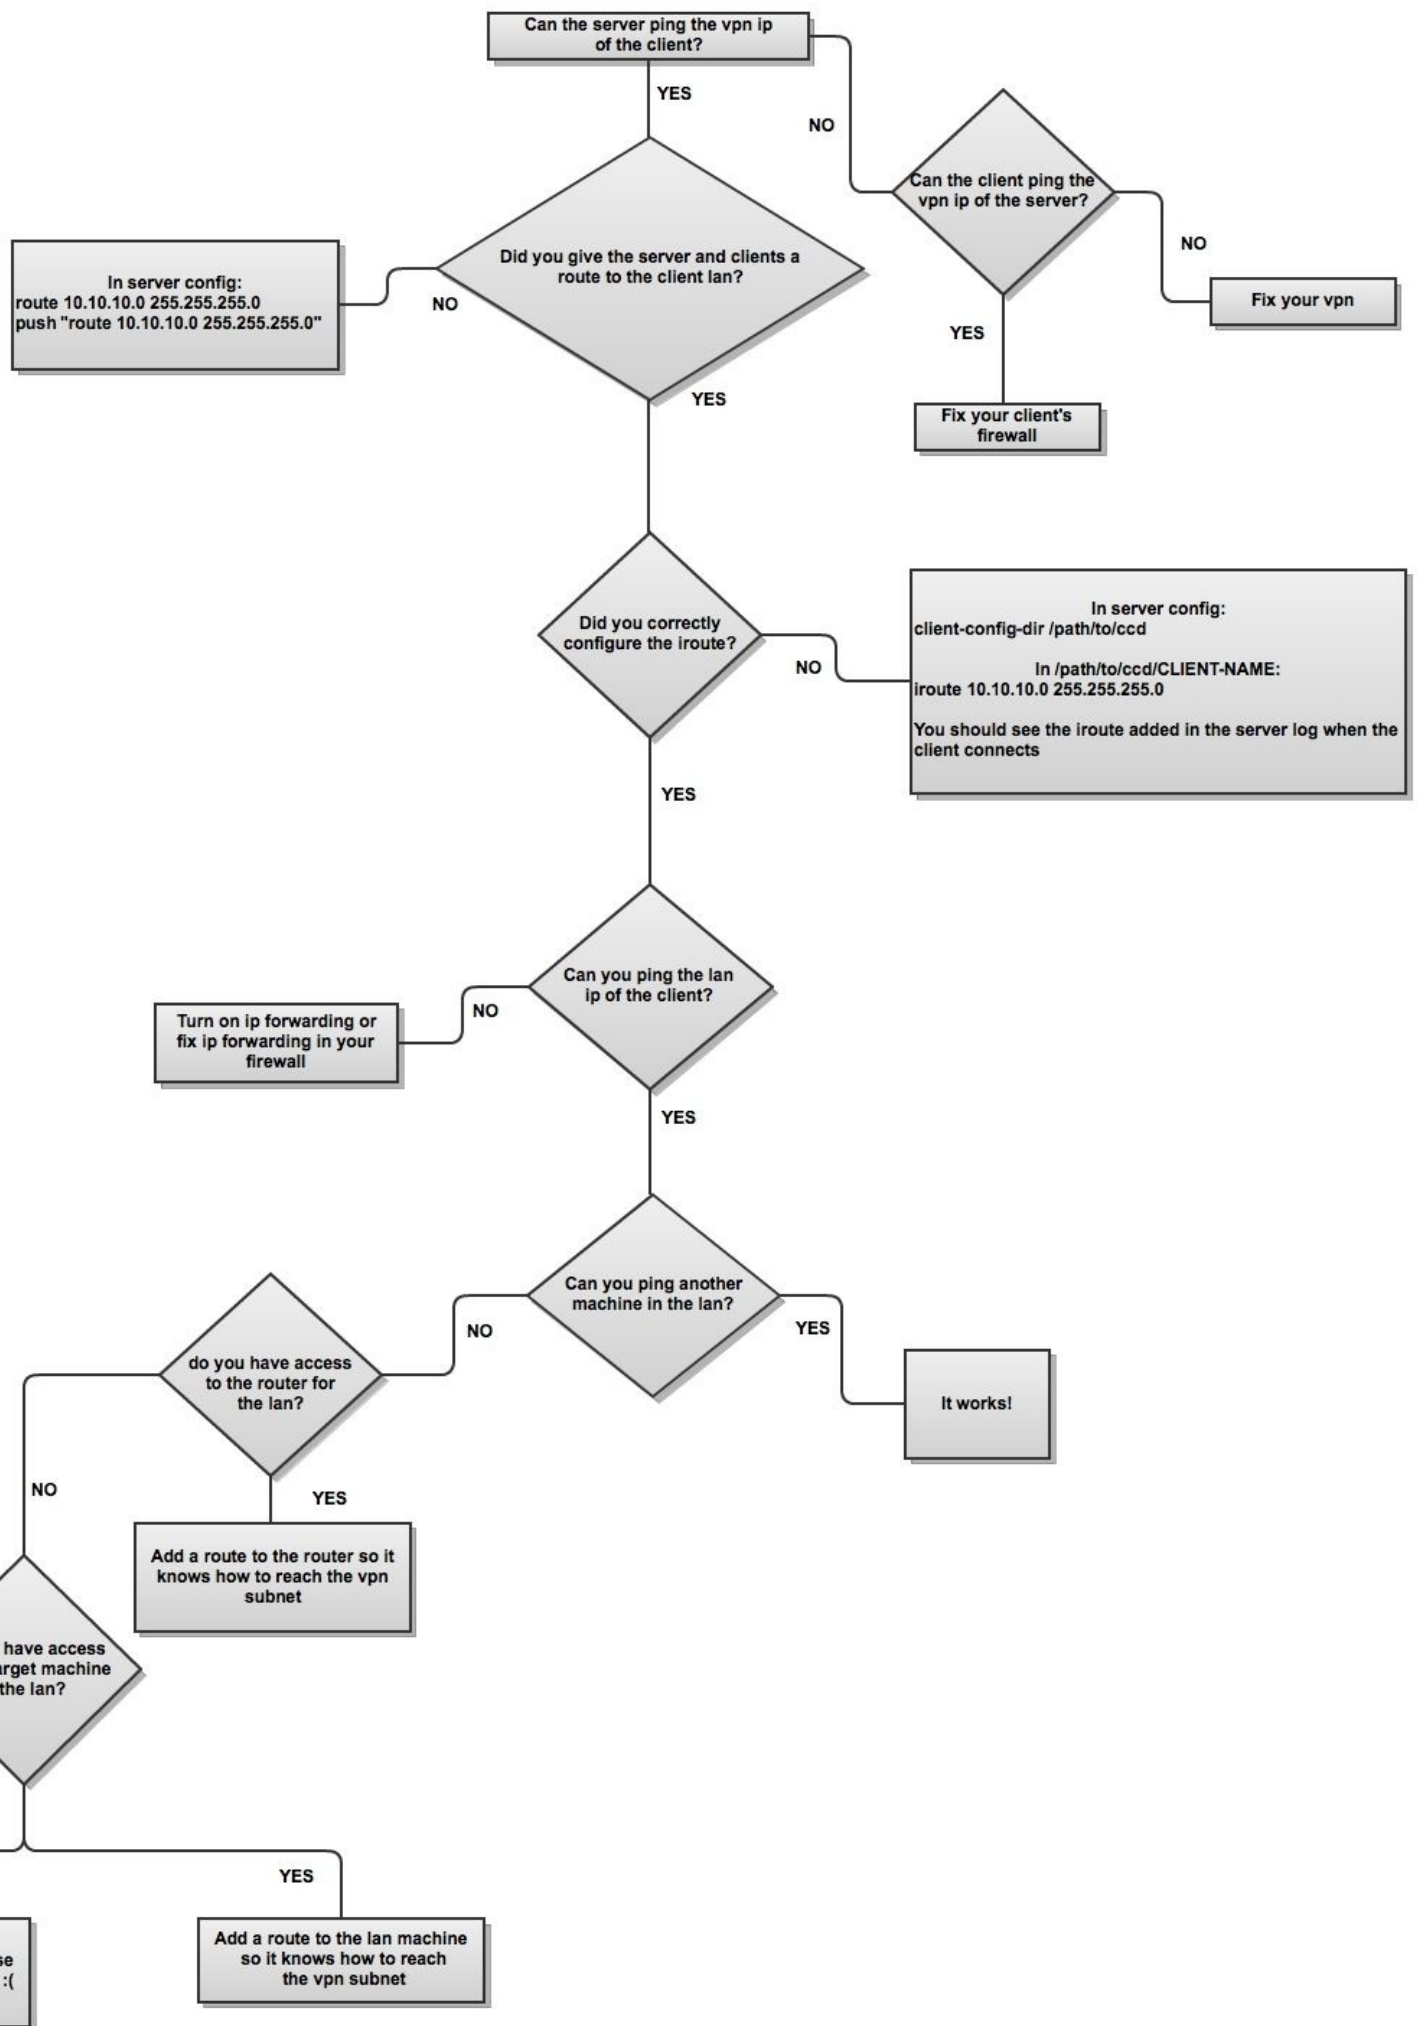 Can the server ping the vpn ip
of the client?
YES
NO
Can the client ping the
vpn ip of the server?
NO
Fix your vpn
YES
Fix your client's
firewall
Did you give the server and clients a
route to the client lan?
NO
In server config:
route 10.10.10.0 255.255.255.0
push "route 10.10.10.0 255.255.255.0"
YES
Did you correctly
configure the iroute?
NO
In server config:
client-config-dir /path/to/ccd
In /path/to/ccd/CLIENT-NAME:
iroute 10.10.10.0 255.255.255.0
You should see the iroute added in the server log when the
client connects
YES
Can you ping the lan
ip of the client?
NO
Turn on ip forwarding or
fix ip forwarding in your
firewall
YES
Can you ping another
machine in the lan?
YES
It works!
NO
do you have access
to the router for
the lan?
YES
Add a route to the router so it
knows how to reach the vpn
subnet
NO
have access
machine
the lan?
YES
Add a route to the lan machine
so it knows how to reach
the vpn subnet
:(